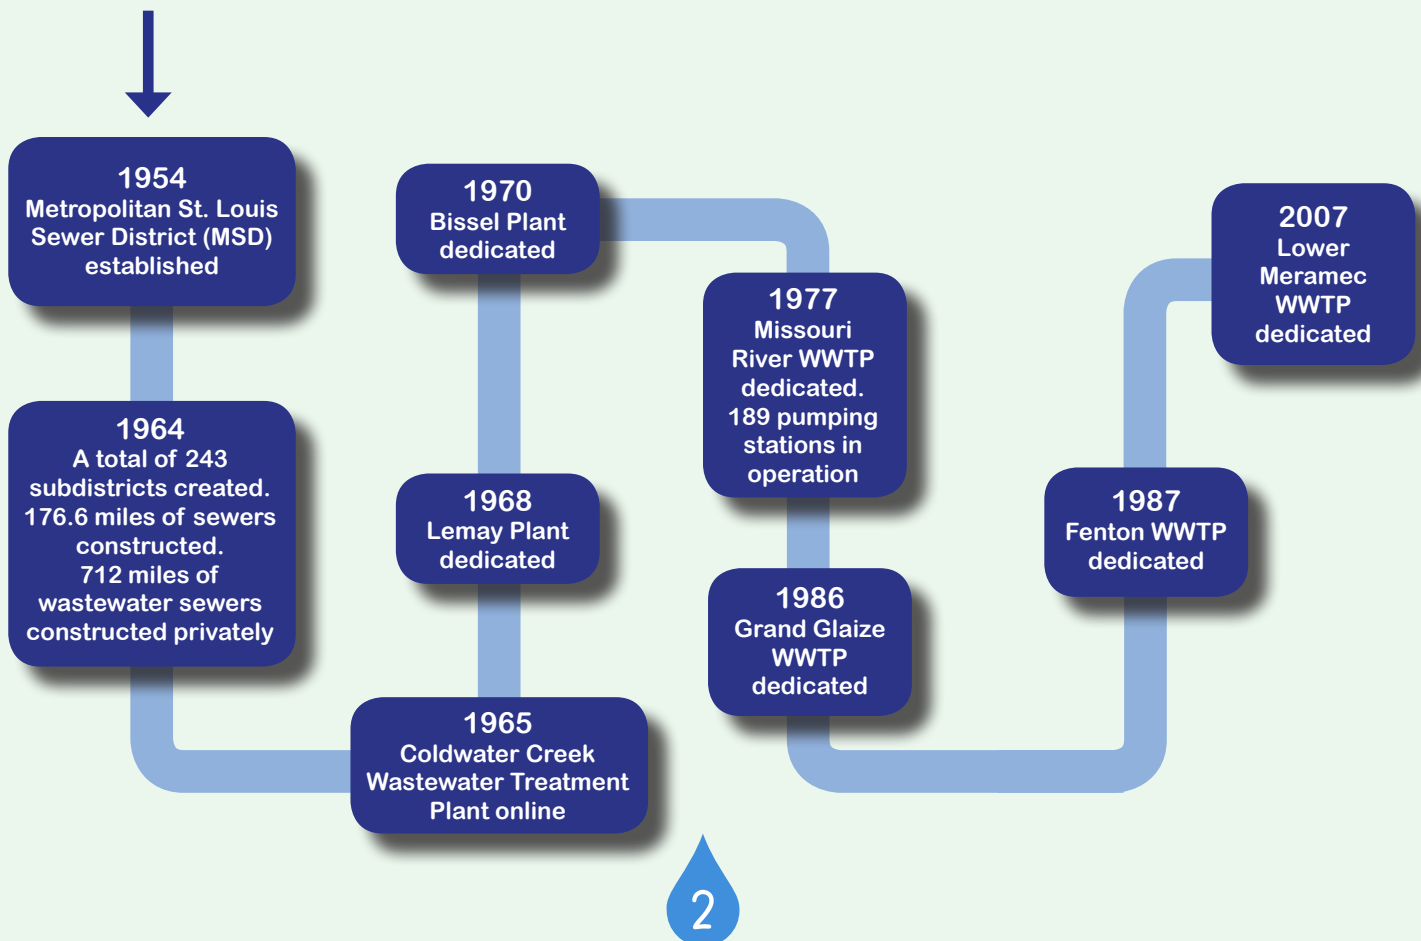 1954
Metropolitan St. Louis
Sewer District (MSD)
established
1964
A total of 243
subdistricts created.
176.6 miles of sewers
constructed.
712 miles of
wastewater sewers
constructed privately
1965
Coldwater Creek
Wastewater Treatment
Plant online
1968
Lemay Plant
dedicated
1970
Bissel Plant
dedicated
1977
Missouri
River WWTP
dedicated.
189 pumping
stations in
operation
1986
Grand Glaize
WWTP
dedicated
1987
Fenton WWTP
dedicated
2007
Lower
Meramec
WWTP
dedicated
2